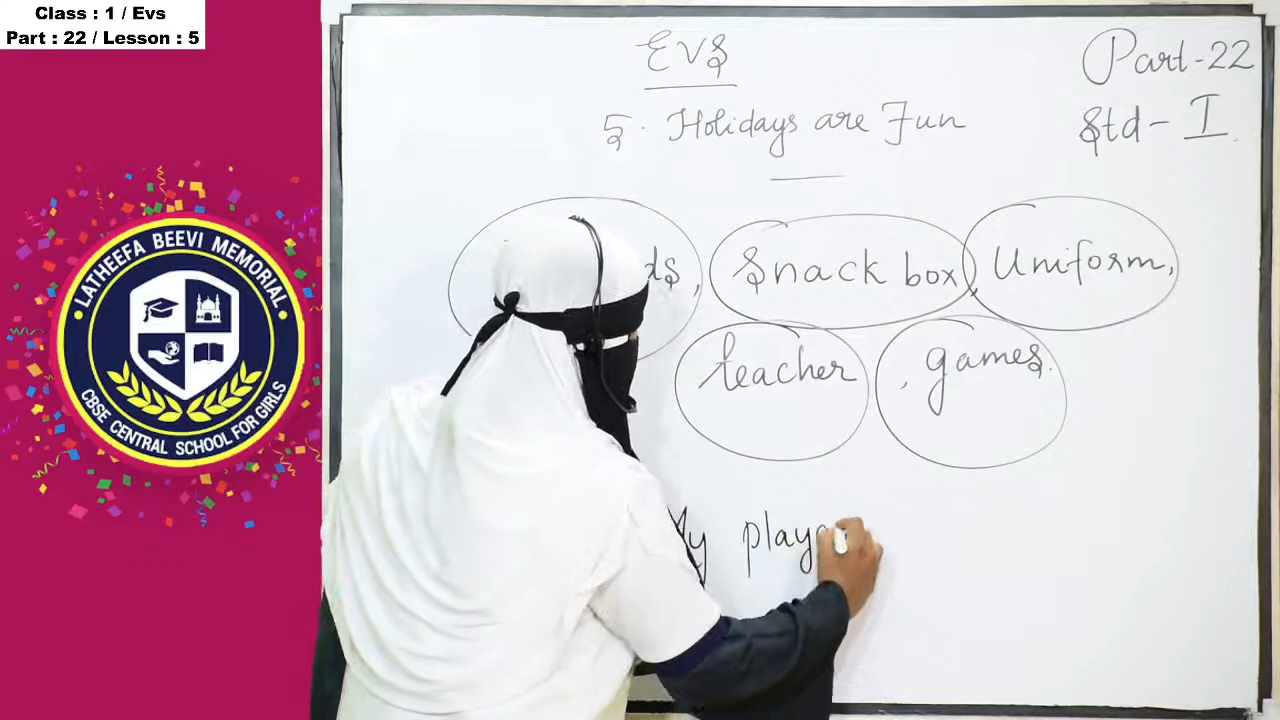 Class : 1 / Evs
Part : 22 / Lesson : 5
EVS
Part-22
5. Holidays are Fun
Std- I.
Snack box, Uniform,
teacher, games.
My playg
LATHEEFA BEEVI MEMORIAL
CBSE CENTRAL SCHOOL FOR GIRLS